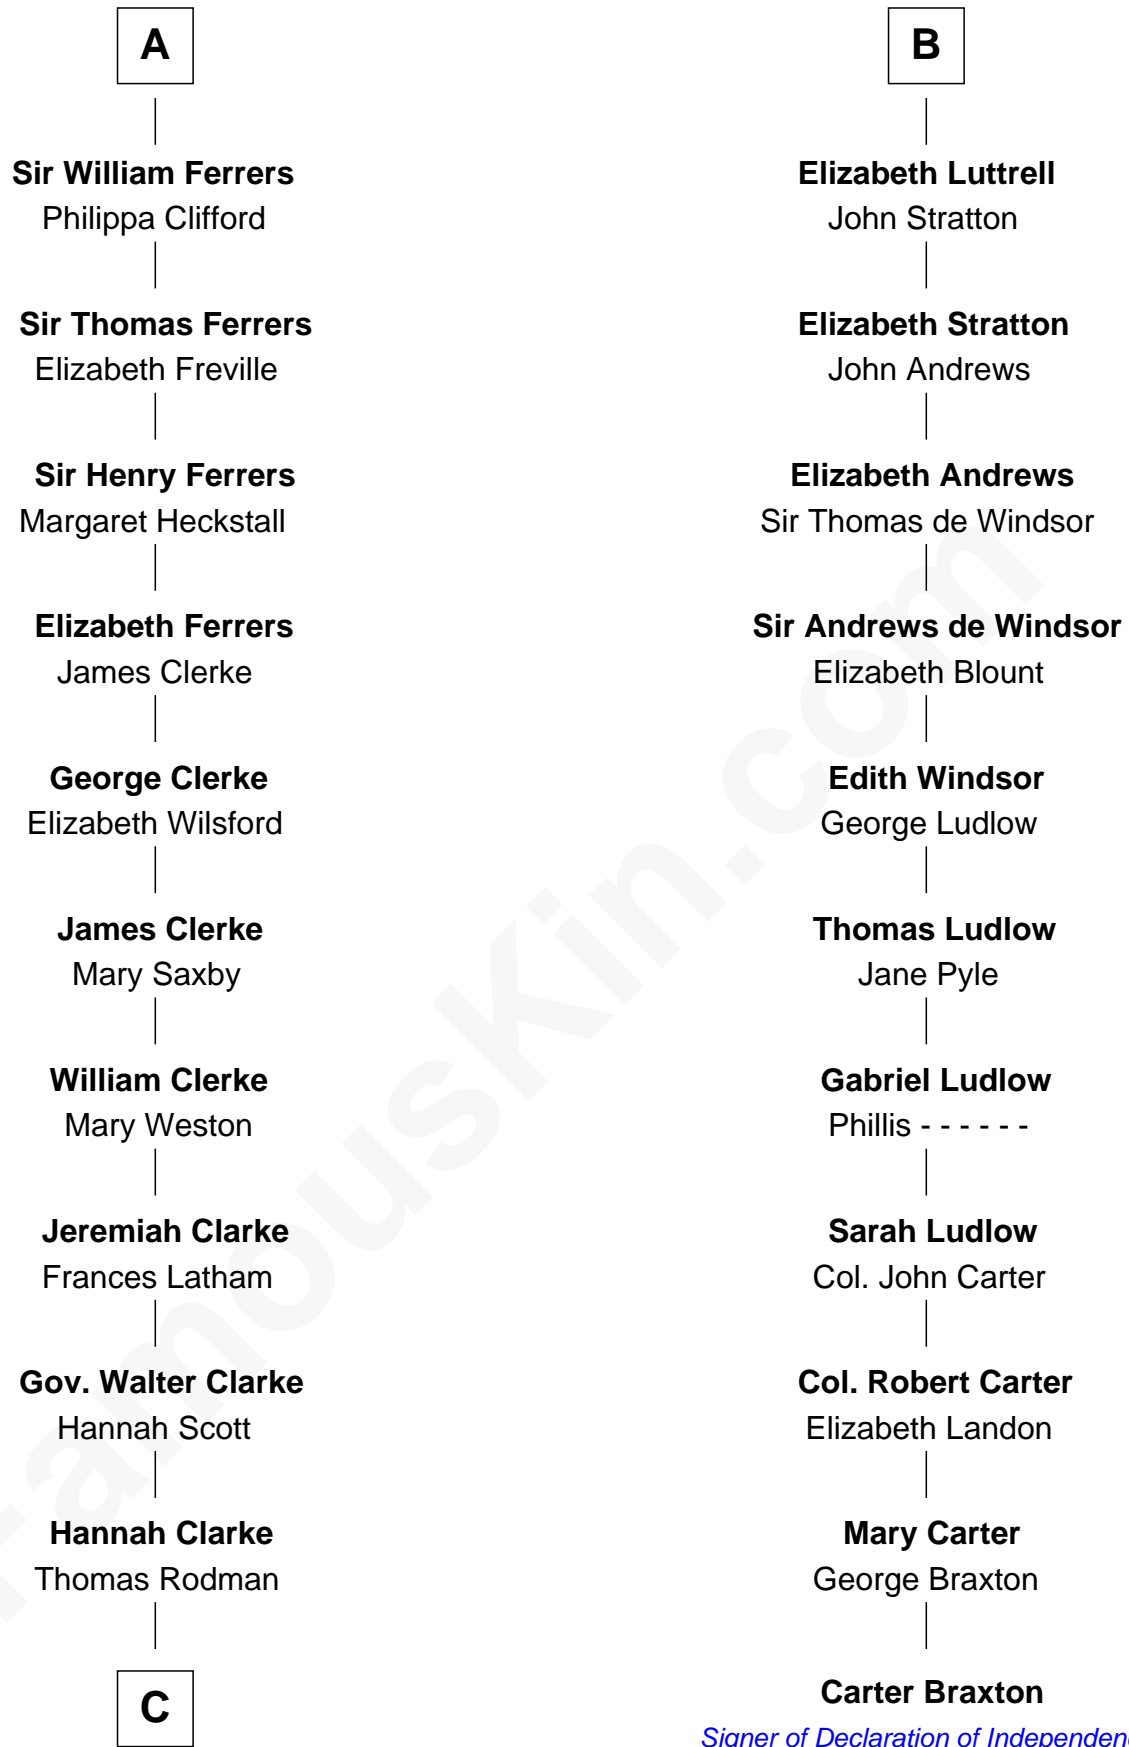 A
Sir William Ferrers
Philippa Clifford
Sir Thomas Ferrers
Elizabeth Freville
Sir Henry Ferrers
Margaret Heckstall
Elizabeth Ferrers
James Clerke
George Clerke
Elizabeth Wilsford
James Clerke
Mary Saxby
William Clerke
Mary Weston
Jeremiah Clarke
Frances Latham
Gov. Walter Clarke
Hannah Scott
Hannah Clarke
Thomas Rodman
C
B
Elizabeth Luttrell
John Stratton
Elizabeth Stratton
John Andrews
Elizabeth Andrews
Sir Thomas de Windsor
Sir Andrews de Windsor
Elizabeth Blount
Edith Windsor
George Ludlow
Thomas Ludlow
Jane Pyle
Gabriel Ludlow
Phillis - - - - - -
Sarah Ludlow
Col. John Carter
Col. Robert Carter
Elizabeth Landon
Mary Carter
George Braxton
Carter Braxton
Signer of Declaration of Independen
FamousKin.com